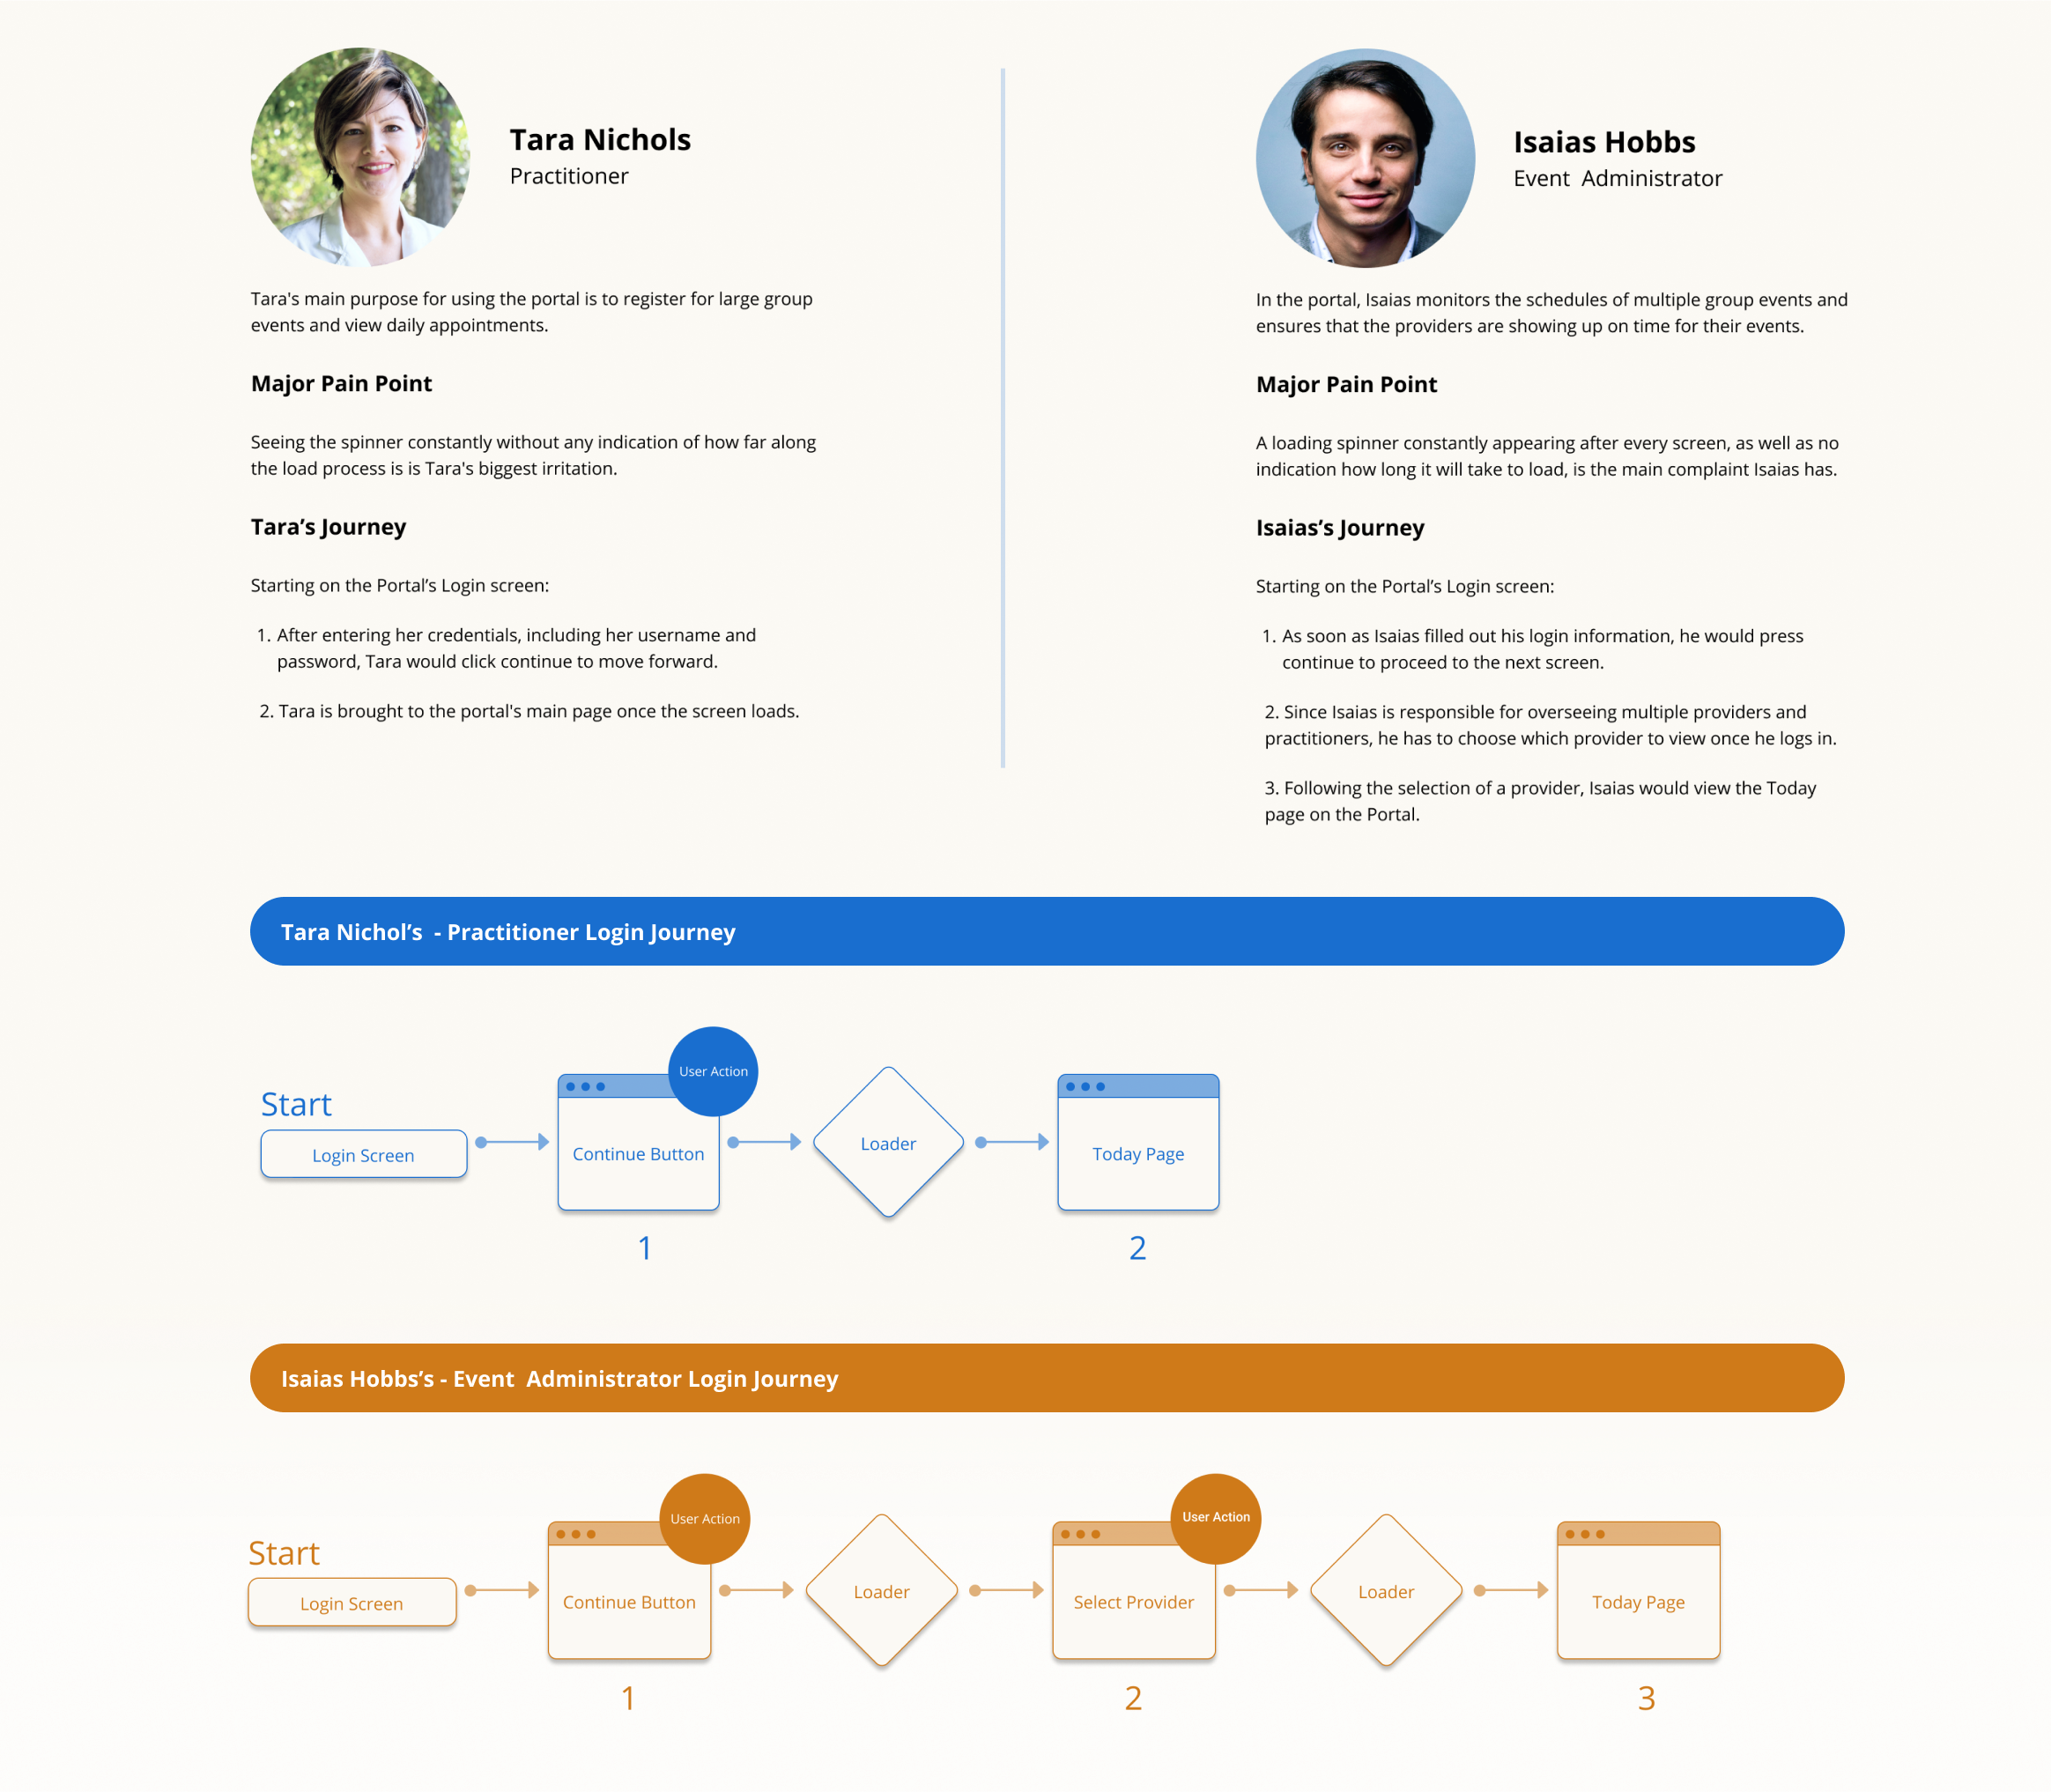 Tara Nichols
Practitioner
Tara's main purpose for using the portal is to register for large group
events and view daily appointments.
Major Pain Point
Seeing the spinner constantly without any indication of how far along
the load process is is Tara's biggest irritation.
Tara’s Journey
Starting on the Portal’s Login screen:
1. After entering her credentials, including her username and
password, Tara would click continue to move forward.
2. Tara is brought to the portal's main page once the screen loads.
Isaias Hobbs
Event  Administrator
In the portal, Isaias monitors the schedules of multiple group events and
ensures that the providers are showing up on time for their events.
Major Pain Point
A loading spinner constantly appearing after every screen, as well as no
indication how long it will take to load, is the main complaint Isaias has.
Isaias’s Journey
Starting on the Portal’s Login screen:
1. As soon as Isaias filled out his login information, he would press
continue to proceed to the next screen.
2. Since Isaias is responsible for overseeing multiple providers and
practitioners, he has to choose which provider to view once he logs in.
3. Following the selection of a provider, Isaias would view the Today
page on the Portal.
Tara Nichol’s  - Practitioner Login Journey
Start
Login Screen
User Action
Continue Button
1
Loader
Today Page
2
Isaias Hobbs’s - Event  Administrator Login Journey
Start
Login Screen
User Action
Continue Button
1
Loader
User Action
Select Provider
2
Loader
Today Page
3